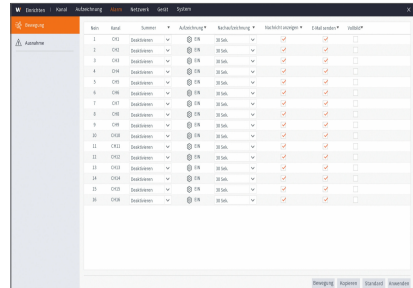 W Einrichten | Kanal Aufzeichnung Alarm Netzwerk Gerät System X
Bewegung
Ausnahme
Nein Kanal Summer Aufzeichnung Nachaufzeichnung Nachricht anzeigen E-Mail senden Vollbild
1 CH1 Deaktivieren EIN 30 Sek.
2 CH2 Deaktivieren EIN 30 Sek.
3 CH3 Deaktivieren EIN 30 Sek.
4 CH4 Deaktivieren EIN 30 Sek.
5 CH5 Deaktivieren EIN 30 Sek.
6 CH6 Deaktivieren EIN 30 Sek.
7 CH7 Deaktivieren EIN 30 Sek.
8 CH8 Deaktivieren EIN 30 Sek.
9 CH9 Deaktivieren EIN 30 Sek.
10 CH10 Deaktivieren EIN 30 Sek.
11 CH11 Deaktivieren EIN 30 Sek.
12 CH12 Deaktivieren EIN 30 Sek.
13 CH13 Deaktivieren EIN 30 Sek.
14 CH14 Deaktivieren EIN 30 Sek.
15 CH15 Deaktivieren EIN 30 Sek.
16 CH16 Deaktivieren EIN 30 Sek.
Bewegung Kopieren Standard Anwenden